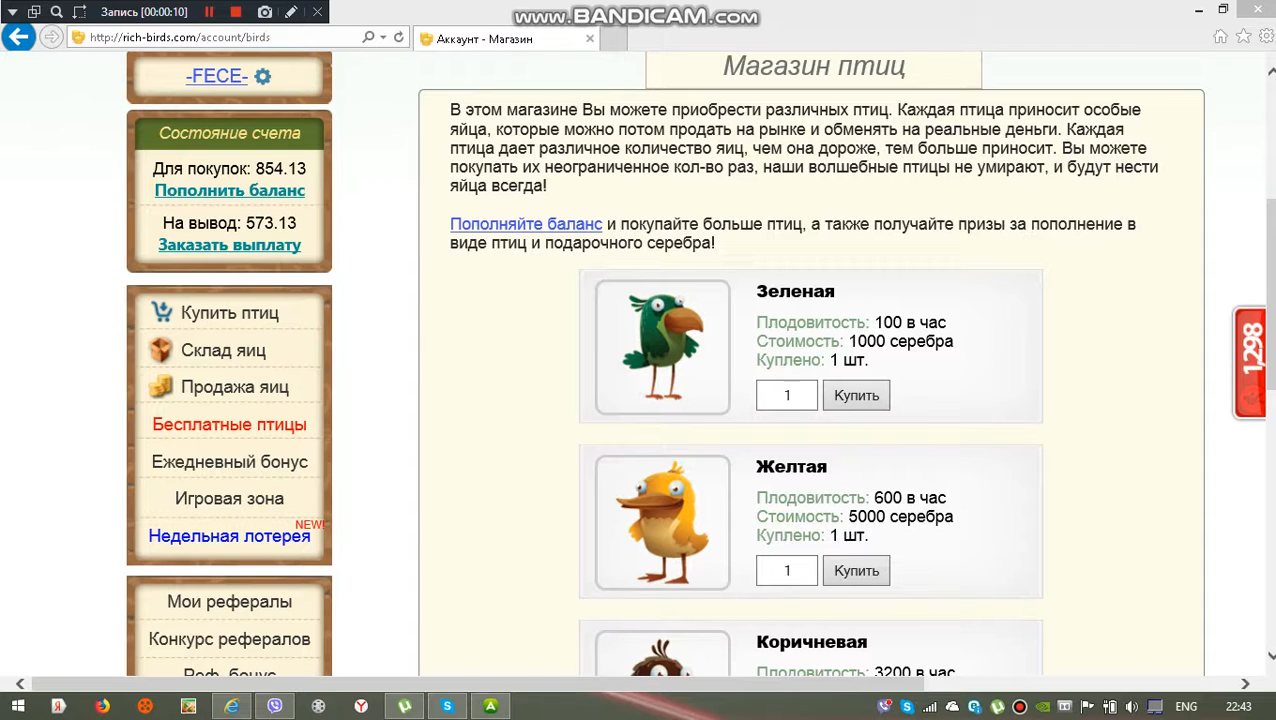 Запись [00:00:10]
www.BANDICAM.com
http://rich-birds.com/account/birds
Аккаунт - Магазин
-FECE-
Состояние счета
Для покупок: 854.13
Пополнить баланс
На вывод: 573.13
Заказать выплату
Купить птиц
Склад яиц
Продажа яиц
Бесплатные птицы
Ежедневный бонус
Игровая зона
NEW!
Недельная лотерея
Мои рефералы
Конкурс рефералов
Реф. бонус
Магазин птиц
В этом магазине Вы можете приобрести различных птиц. Каждая птица приносит особые
яйца, которые можно потом продать на рынке и обменять на реальные деньги. Каждая
птица дает различное количество яиц, чем она дороже, тем больше приносит. Вы можете
покупать их неограниченное кол-во раз, наши волшебные птицы не умирают, и будут нести
яйца всегда!
Пополняйте баланс и покупайте больше птиц, а также получайте призы за пополнение в
виде птиц и подарочного серебра!
Зеленая
Плодовитость: 100 в час
Стоимость: 1000 серебра
Куплено: 1 шт.
1 Купить
Желтая
Плодовитость: 600 в час
Стоимость: 5000 серебра
Куплено: 1 шт.
1 Купить
Коричневая
Плодовитость: 3200 в час
1,298
ENG 22:43